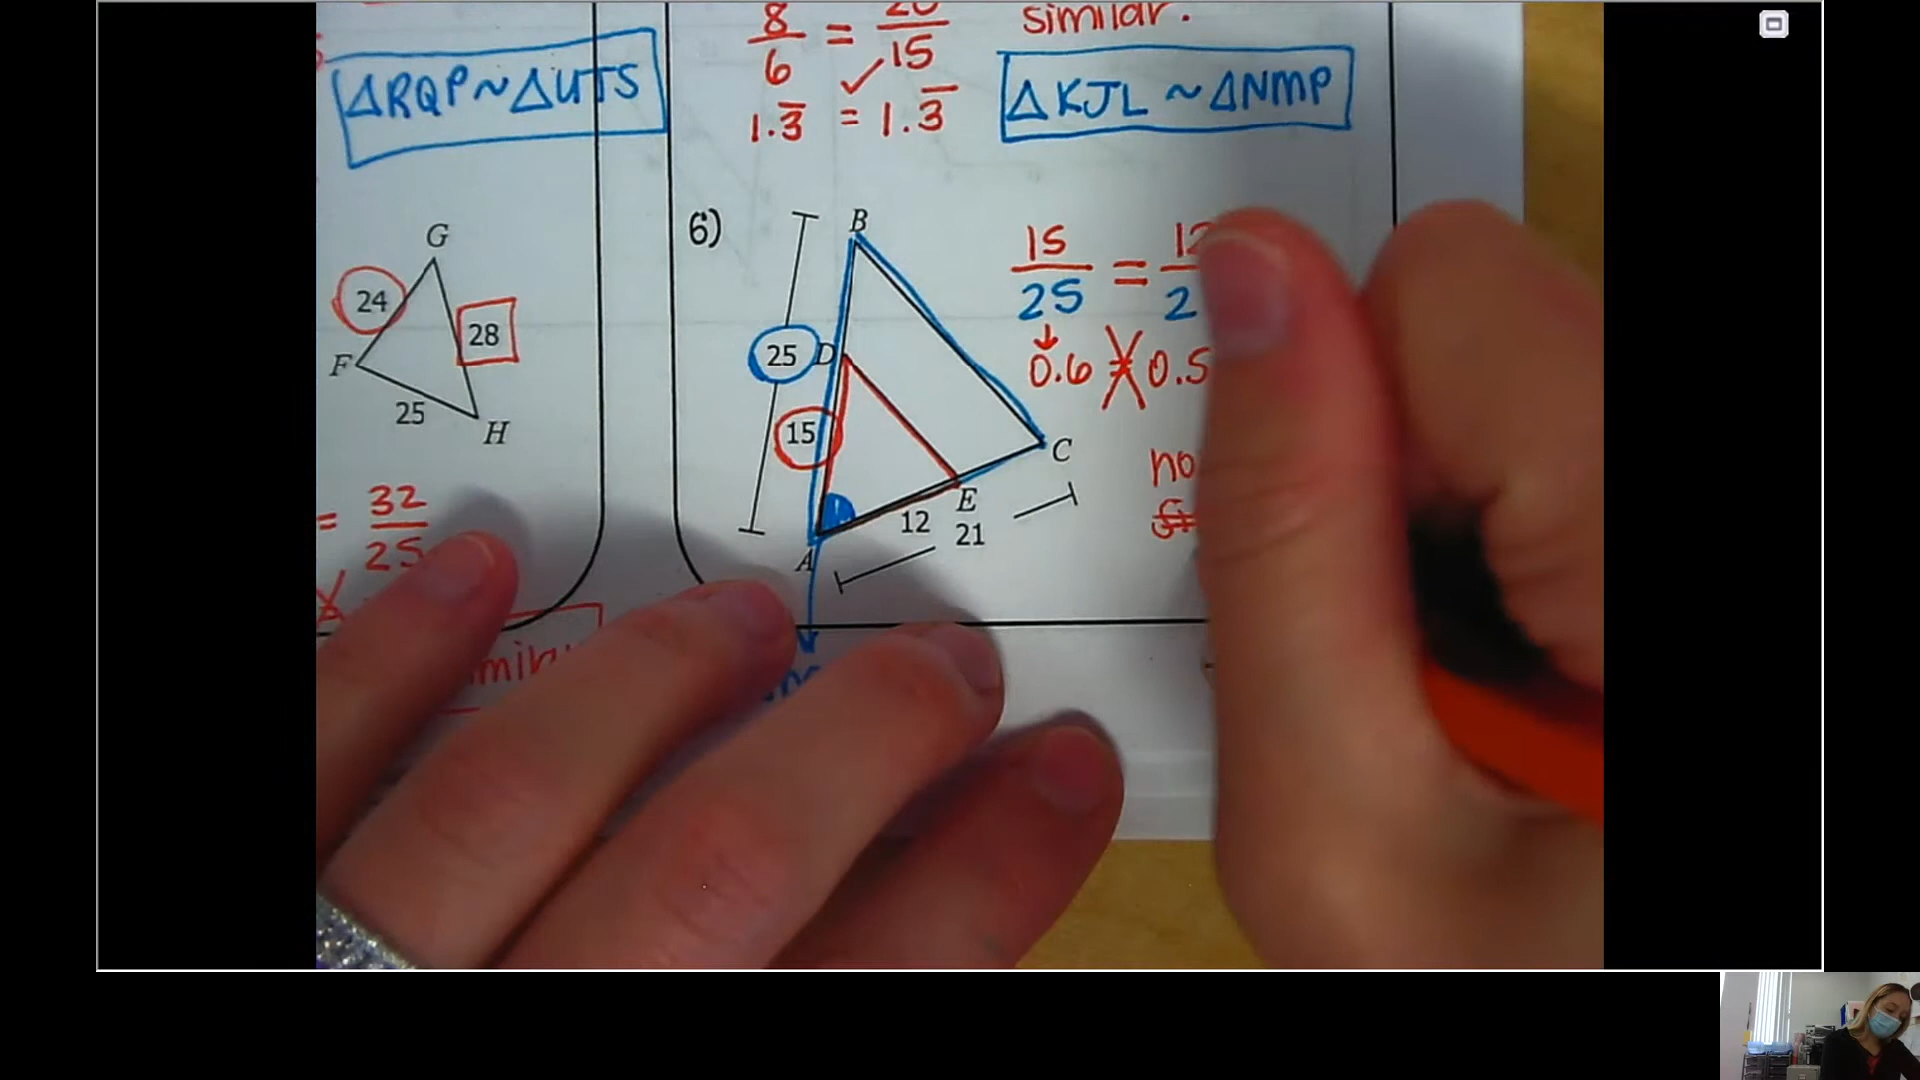 ΔRQP ~ ΔUTS
8/6 = 20/15
1.3̅ = 1.3̅
similar.
ΔKJL ~ ΔNMP
G
24
28
F
25
H
= 32/25
6)
B
25
D
15
C
E
12
21
A
15/25 = 12
0.6
0.5